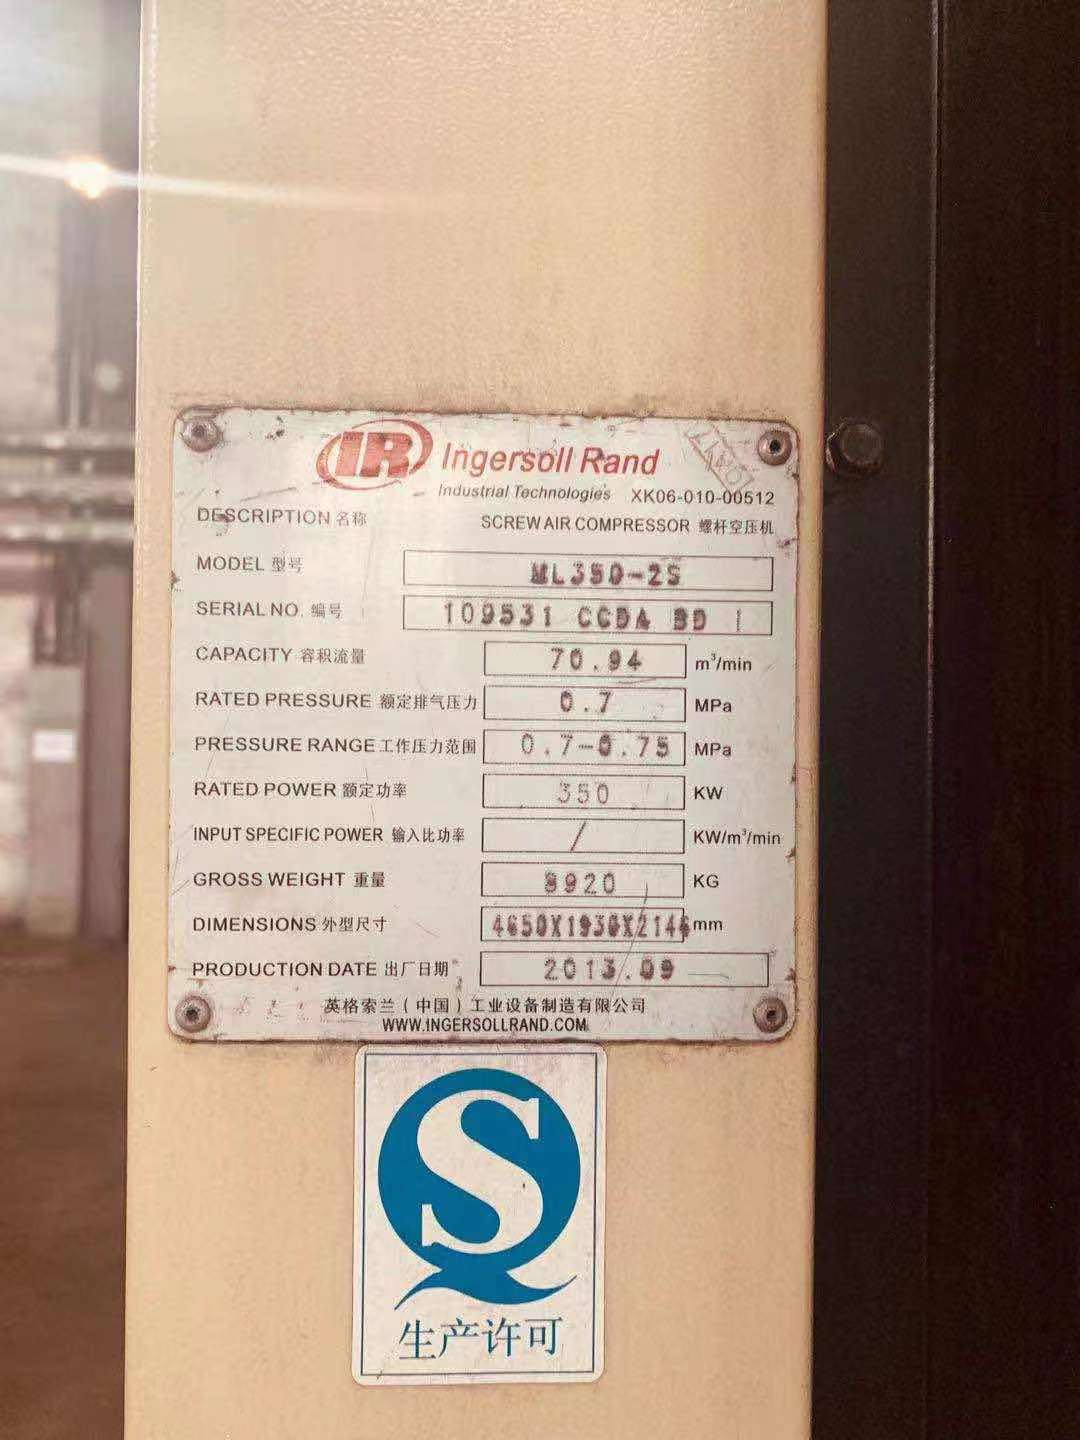 IR Ingersoll Rand
Industrial Technologies XK06-010-00512
DESCRIPTION 名称 SCREW AIR COMPRESSOR 螺杆空压机
MODEL 型号 ML350-2S
SERIAL NO. 编号 109531 CCDA BD
CAPACITY 容积流量 70.94 m³/min
RATED PRESSURE 额定排气压力 0.7 MPa
PRESSURE RANGE 工作压力范围 0.7-0.75 MPa
RATED POWER 额定功率 350 KW
INPUT SPECIFIC POWER 输入比功率 / KW/m³/min
GROSS WEIGHT 重量 KG
DIMENSIONS 外型尺寸 4650X1930X2146 mm
PRODUCTION DATE 出厂日期 2013.09
英格索兰（中国）工业设备制造有限公司
WWW.INGERSOLLRAND.COM
S
生产许可